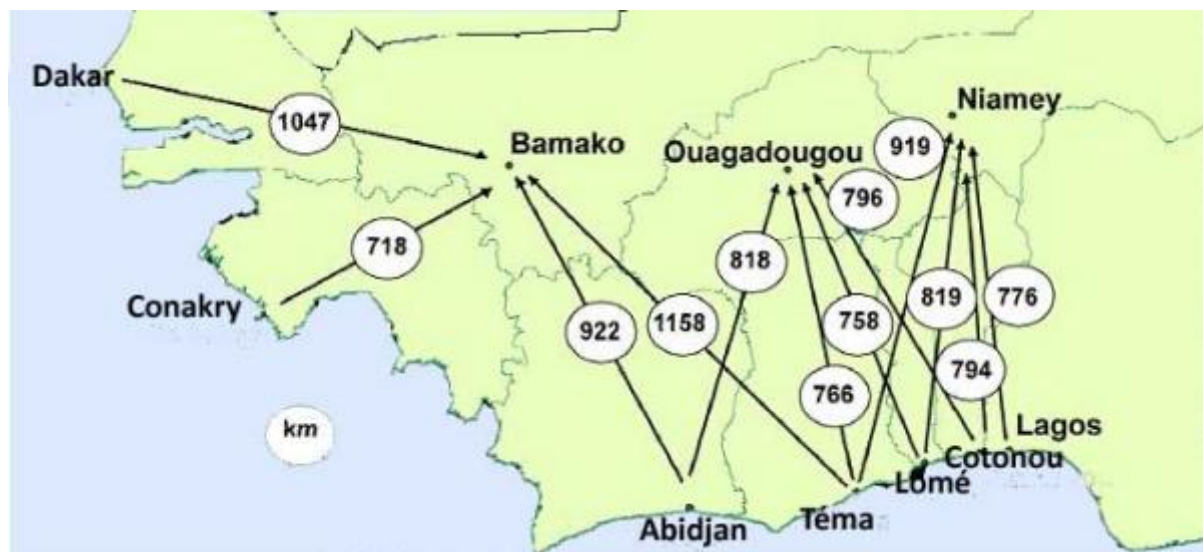 Dakar
1047
Bamako
Niamey
Ouagadougou
919
796
718
818
Conakry
922
1158
758
819
776
766
794
km
Lagos
Cotonou
Lomé
Téma
Abidjan